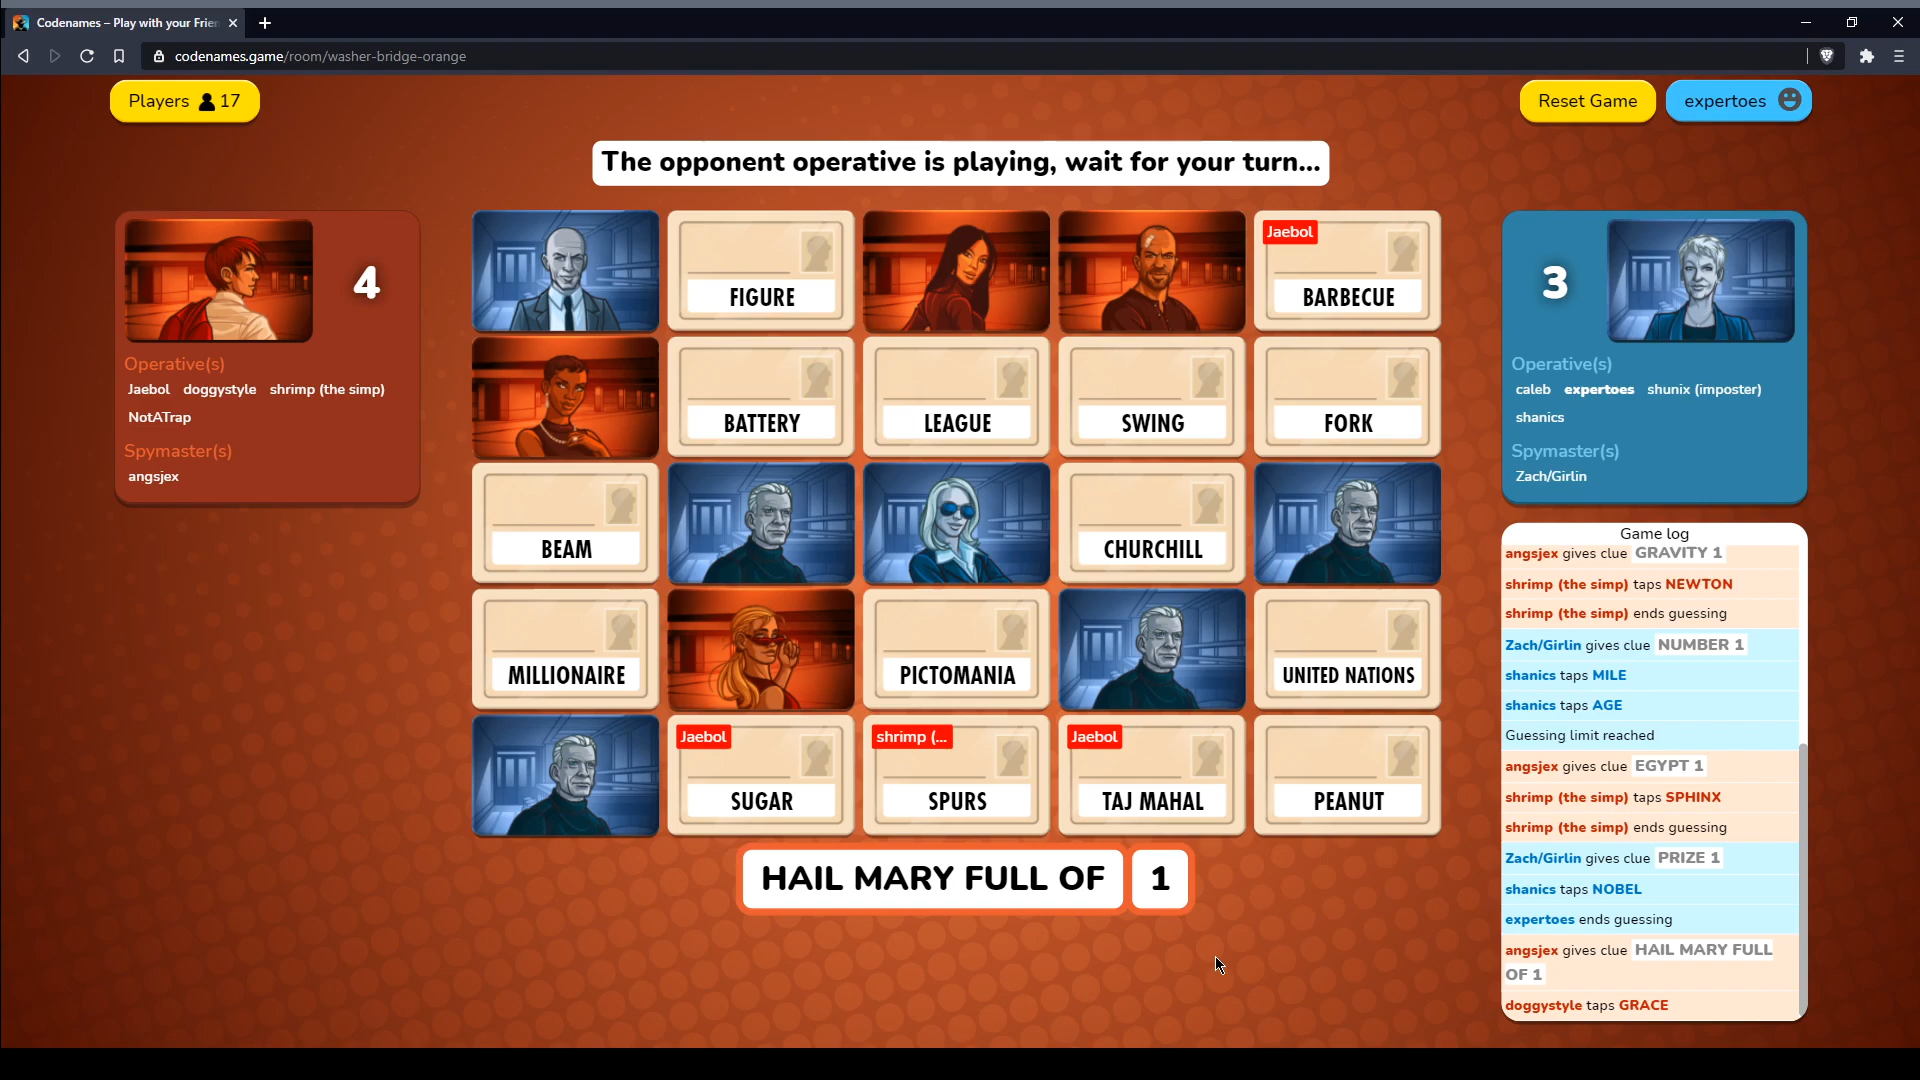 Codenames – Play with your Frie
codenames.game/room/washer-bridge-orange
Players 17
Reset Game
expertoes
The opponent operative is playing, wait for your turn...
4
Operative(s)
Jaebol doggystyle shrimp (the simp)
NotATrap
Spymaster(s)
angsjex
FIGURE
Jaebol
BARBECUE
BATTERY
LEAGUE
SWING
FORK
BEAM
CHURCHILL
MILLIONAIRE
PICTOMANIA
UNITED NATIONS
Jaebol
SUGAR
shrimp (...
SPURS
Jaebol
TAJ MAHAL
PEANUT
HAIL MARY FULL OF 1
3
Operative(s)
caleb expertoes shunix (imposter)
shanics
Spymaster(s)
Zach/Girlin
Game log
angsjex gives clue GRAVITY 1
shrimp (the simp) taps NEWTON
shrimp (the simp) ends guessing
Zach/Girlin gives clue NUMBER 1
shanics taps MILE
shanics taps AGE
Guessing limit reached
angsjex gives clue EGYPT 1
shrimp (the simp) taps SPHINX
shrimp (the simp) ends guessing
Zach/Girlin gives clue PRIZE 1
shanics taps NOBEL
expertoes ends guessing
angsjex gives clue HAIL MARY FULL
OF 1
doggystyle taps GRACE